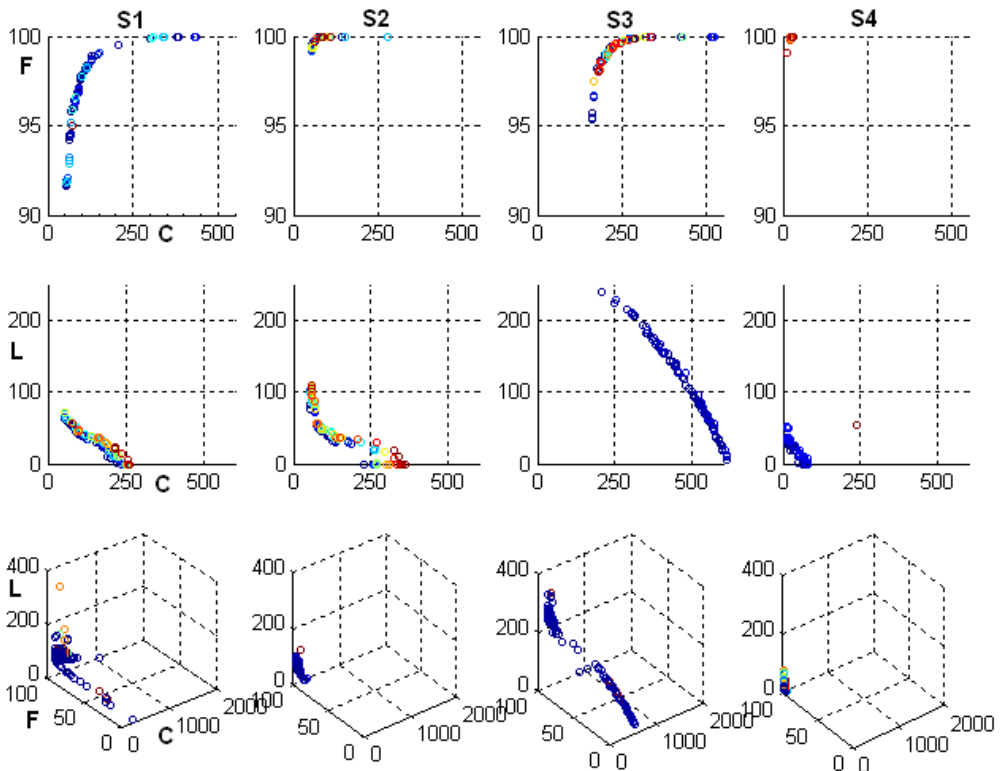 S1 S2 S3 S4
100 100 100 100
F
95 95 95 95
90 90 90 90
0 250 C 500 0 250 500 0 250 500 0 250 500
200 200 200 200
L
100 100 100 100
0 0 0 0
0 250 C 500 0 250 500 0 250 500 0 250 500
400 400 400 400
L
200 200 200 200
0 0 0 0
100 2000 100 2000 100 2000 100 2000
F 50 1000 50 1000 50 1000 50 1000
C
0 0 0 0 0 0 0 0